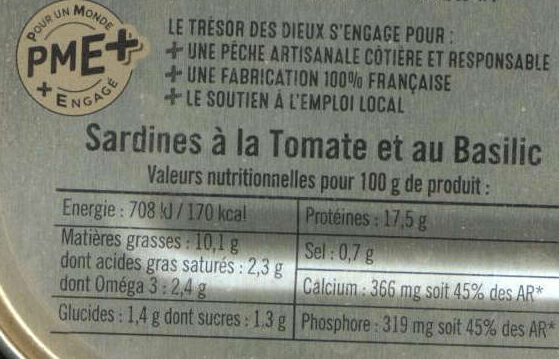 POUR UN MONDE
PME+
+ ENGAGÉ
LE TRÉSOR DES DIEUX S'ENGAGE POUR :
+ UNE PÊCHE ARTISANALE CÔTIÈRE ET RESPONSABLE
+ UNE FABRICATION 100% FRANÇAISE
+ LE SOUTIEN À L'EMPLOI LOCAL
Sardines à la Tomate et au Basilic
Valeurs nutritionnelles pour 100 g de produit :
Energie : 708 kJ / 170 kcal
Matières grasses : 10,1 g
dont acides gras saturés : 2,3 g
dont Oméga 3 : 2,4 g
Glucides : 1,4 g dont sucres : 1,3 g
Protéines : 17,5 g
Sel : 0,7 g
Calcium : 366 mg soit 45% des AR*
Phosphore : 319 mg soit 45% des AR*